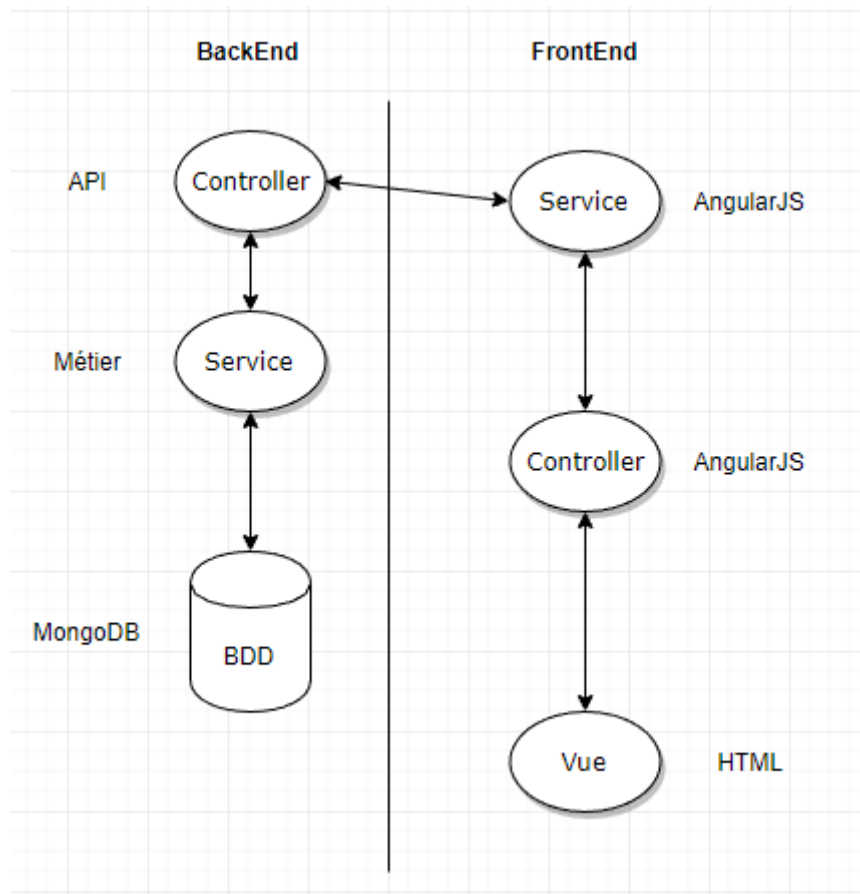 BackEnd
FrontEnd
API
Controller
Service
AngularJS
Métier
Service
Controller
AngularJS
MongoDB
BDD
Vue
HTML